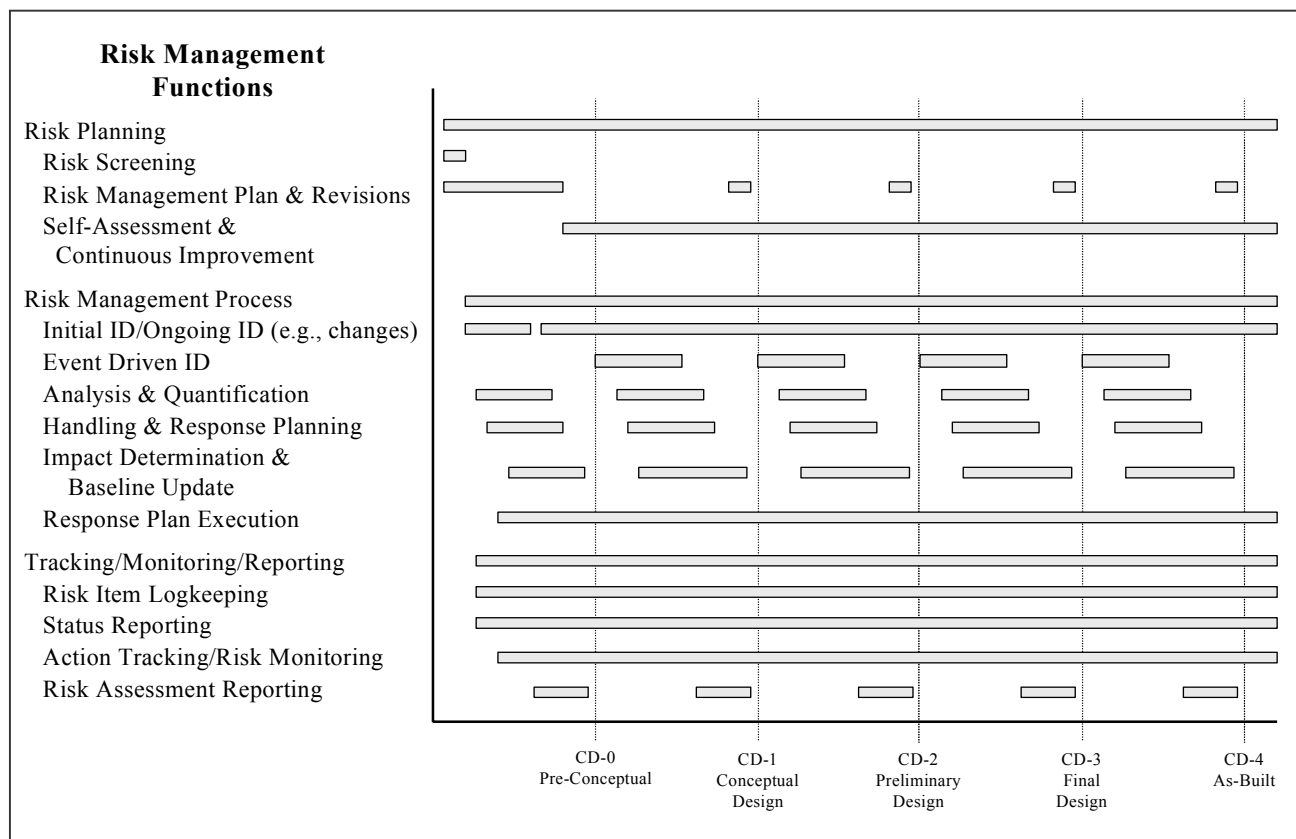 Risk Management
Functions
Risk Planning
Risk Screening
Risk Management Plan & Revisions
Self-Assessment &
Continuous Improvement
Risk Management Process
Initial ID/Ongoing ID (e.g., changes)
Event Driven ID
Analysis & Quantification
Handling & Response Planning
Impact Determination &
Baseline Update
Response Plan Execution
Tracking/Monitoring/Reporting
Risk Item Logkeeping
Status Reporting
Action Tracking/Risk Monitoring
Risk Assessment Reporting
CD-0
Pre-Conceptual
CD-1
Conceptual
Design
CD-2
Preliminary
Design
CD-3
Final
Design
CD-4
As-Built